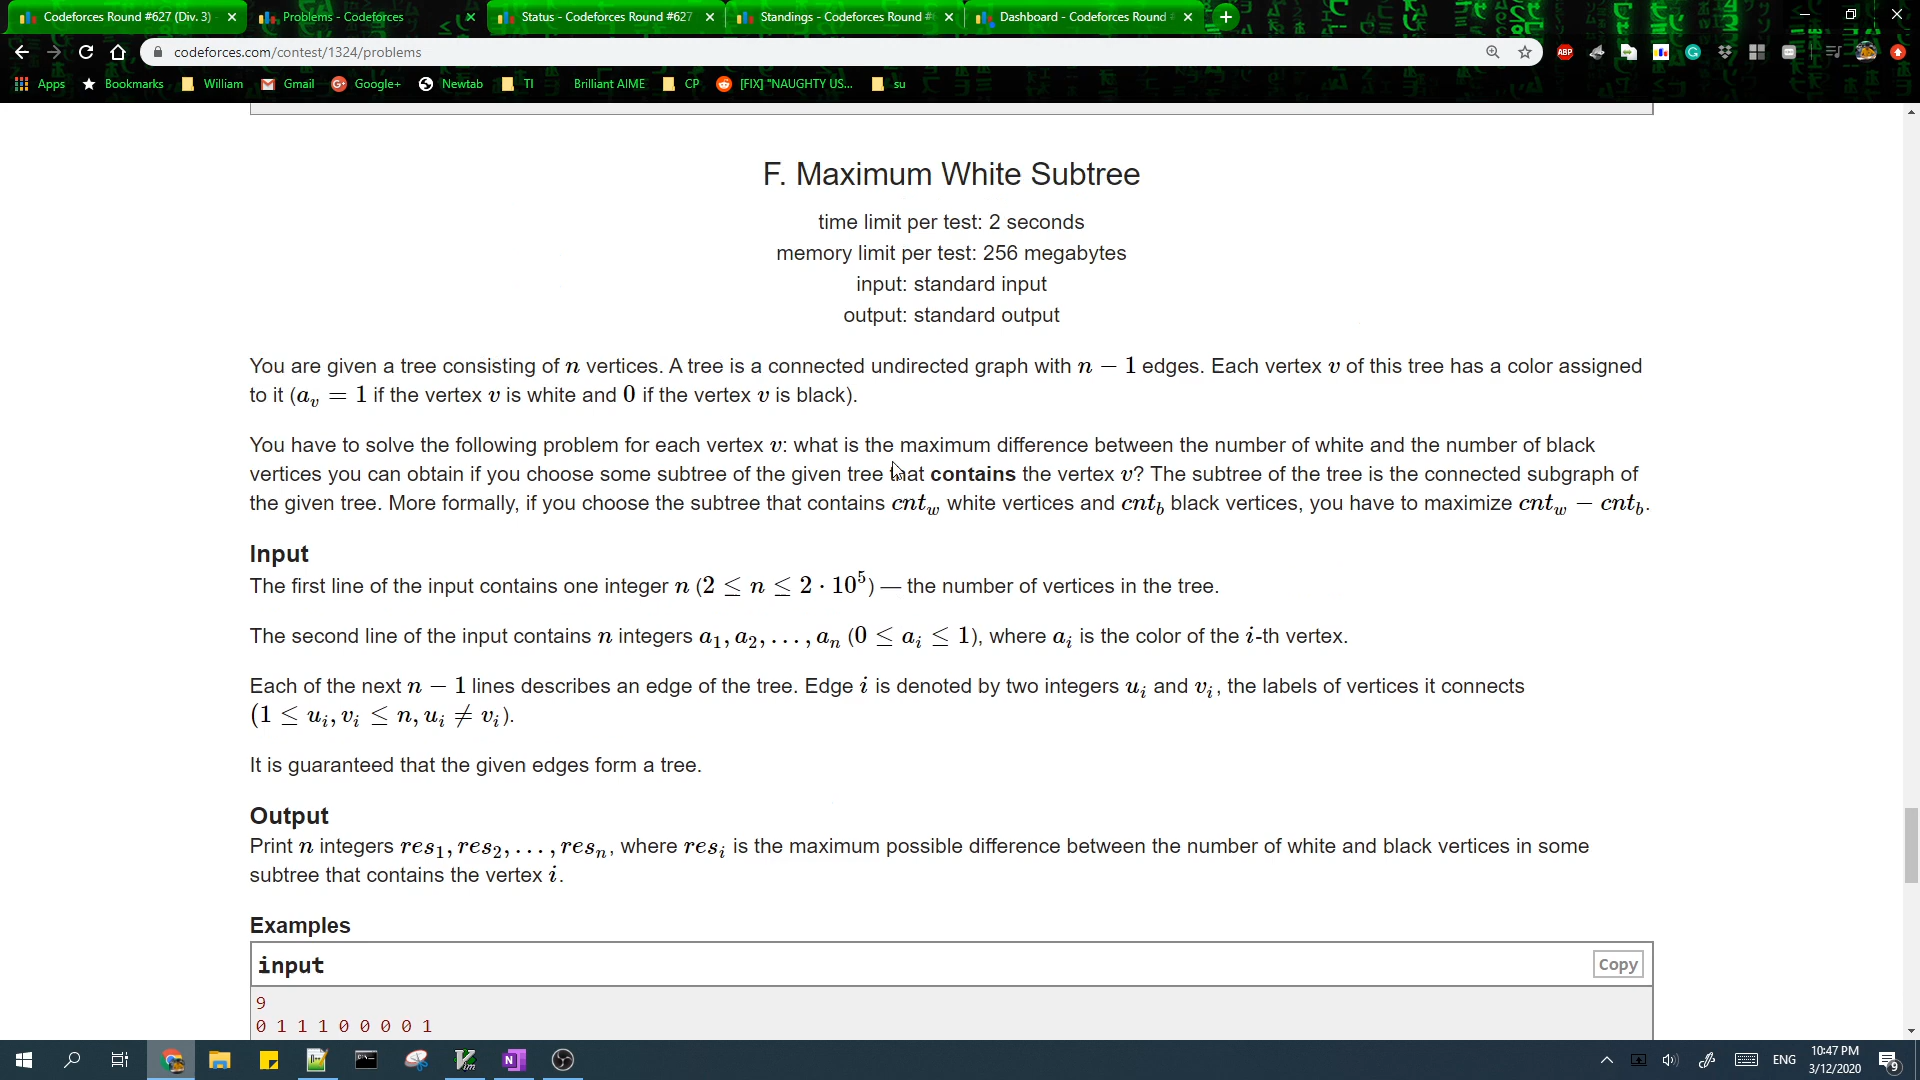 Codeforces Round #627 (Div. 3)
Problems - Codeforces
Status - Codeforces Round #627
Standings - Codeforces Round #
Dashboard - Codeforces Round
codeforces.com/contest/1324/problems
Apps Bookmarks William Gmail Google+ Newtab TI Brilliant AIME CP [FIX] "NAUGHTY US... su
F. Maximum White Subtree
time limit per test: 2 seconds
memory limit per test: 256 megabytes
input: standard input
output: standard output
You are given a tree consisting of n vertices. A tree is a connected undirected graph with n − 1 edges. Each vertex v of this tree has a color assigned
to it (a_v = 1 if the vertex v is white and 0 if the vertex v is black).
You have to solve the following problem for each vertex v: what is the maximum difference between the number of white and the number of black
vertices you can obtain if you choose some subtree of the given tree that contains the vertex v? The subtree of the tree is the connected subgraph of
the given tree. More formally, if you choose the subtree that contains cnt_w white vertices and cnt_b black vertices, you have to maximize cnt_w − cnt_b.
Input
The first line of the input contains one integer n (2 ≤ n ≤ 2 · 10^5) — the number of vertices in the tree.
The second line of the input contains n integers a_1, a_2, . . . , a_n (0 ≤ a_i ≤ 1), where a_i is the color of the i-th vertex.
Each of the next n − 1 lines describes an edge of the tree. Edge i is denoted by two integers u_i and v_i, the labels of vertices it connects
(1 ≤ u_i, v_i ≤ n, u_i ≠ v_i).
It is guaranteed that the given edges form a tree.
Output
Print n integers res_1, res_2, . . . , res_n, where res_i is the maximum possible difference between the number of white and black vertices in some
subtree that contains the vertex i.
Examples
input
Copy
9
0 1 1 1 0 0 0 0 1
ENG
10:47 PM
3/12/2020
9